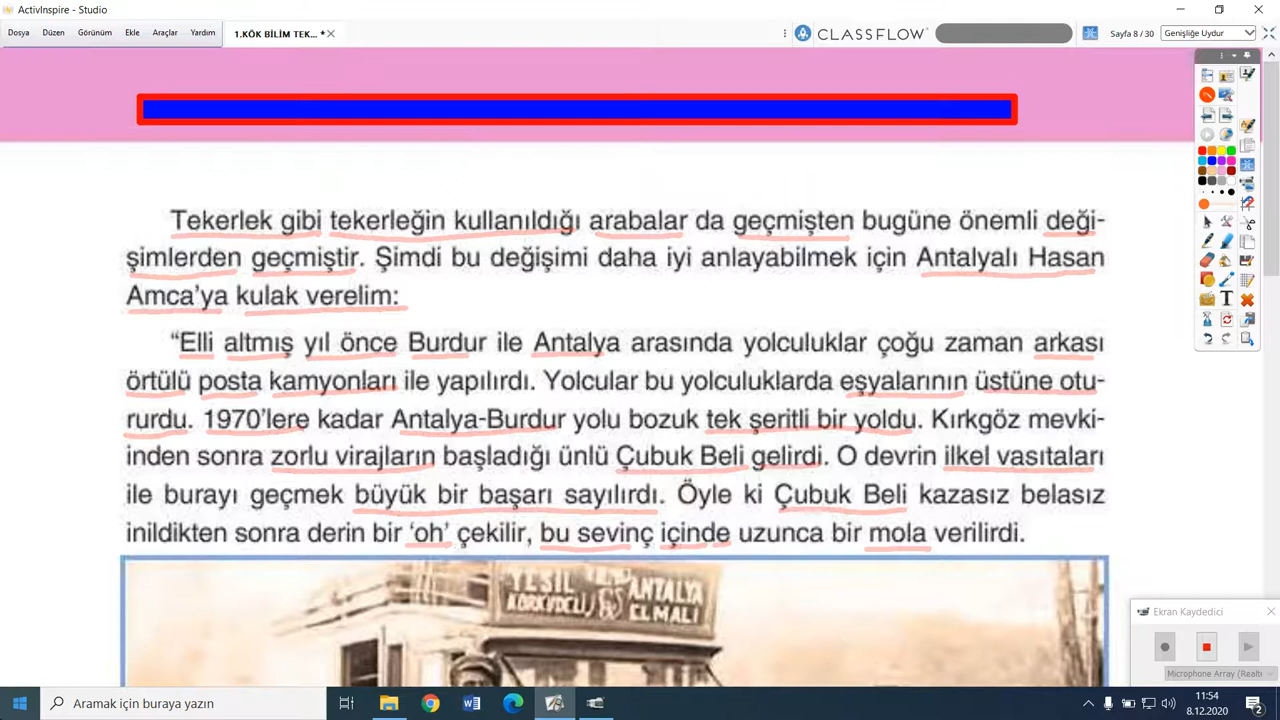 ActivInspire - Studio
Dosya Düzen Görünüm Ekle Araçlar Yardım 1.KÖK BİLİM TEK... * CLASSFLOW Sayfa 8 / 30 Genişliğe Uydur
Tekerlek gibi tekerleğin kullanıldığı arabalar da geçmişten bugüne önemli deği-
şimlerden geçmiştir. Şimdi bu değişimi daha iyi anlayabilmek için Antalyalı Hasan
Amca'ya kulak verelim:
“Elli altmış yıl önce Burdur ile Antalya arasında yolculuklar çoğu zaman arkası
örtülü posta kamyonları ile yapılırdı. Yolcular bu yolculuklarda eşyalarının üstüne otu-
rurdu. 1970'lere kadar Antalya-Burdur yolu bozuk tek şeritli bir yoldu. Kırkgöz mevki-
inden sonra zorlu virajların başladığı ünlü Çubuk Beli gelirdi. O devrin ilkel vasıtaları
ile burayı geçmek büyük bir başarı sayılırdı. Öyle ki Çubuk Beli kazasız belasız
inildikten sonra derin bir ‘oh’ çekilir, bu sevinç içinde uzunca bir mola verilirdi.
YEŞİL ANTALYA
ELMALI
Ekran Kaydedici
Microphone Array (Realt
Aramak için buraya yazın
11:54
8.12.2020
2